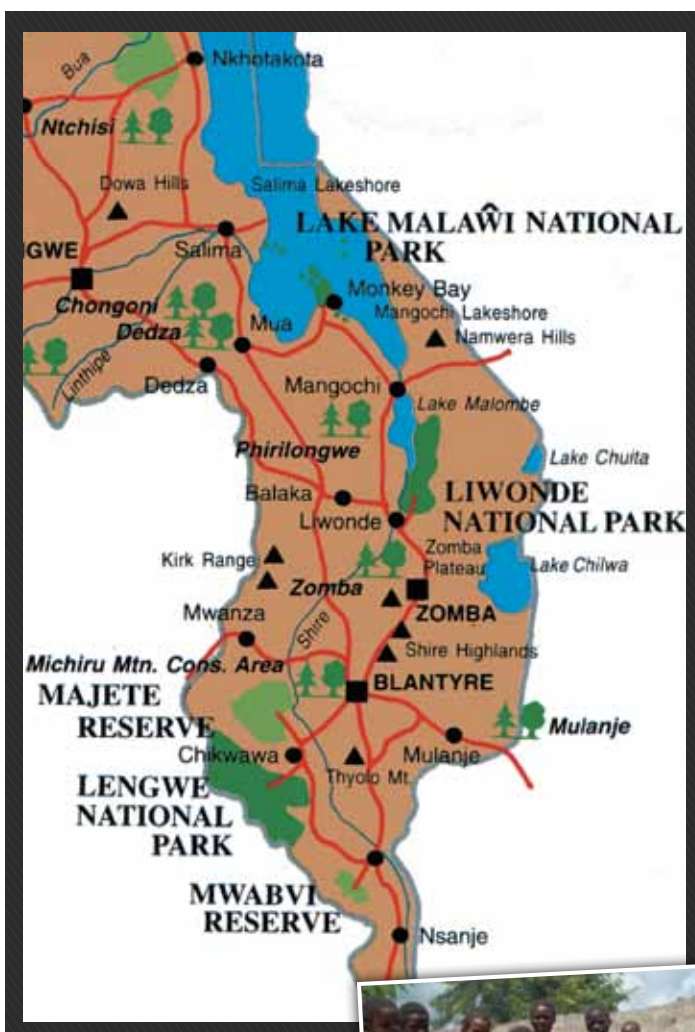 Bua
Nkhotakota
Ntchisi
Dowa Hills
Salima Lakeshore
LAKE MALAŴI NATIONAL
PARK
Salima
NGWE
Chongoni
Monkey Bay
Mangochi Lakeshore
Dedza
Mua
Namwera Hills
Linthipe
Dedza
Mangochi
Lake Malombe
Phirilongwe
Lake Chuita
Balaka
LIWONDE
NATIONAL PARK
Liwonde
Zomba
Plateau
Kirk Range
Lake Chilwa
Zomba
ZOMBA
Mwanza
Shire
Shire Highlands
Michiru Mtn. Cons. Area
BLANTYRE
MAJETE
RESERVE
Mulanje
Chikwawa
Mulanje
Thyolo Mt.
LENGWE
NATIONAL
PARK
MWABVI
RESERVE
Nsanje